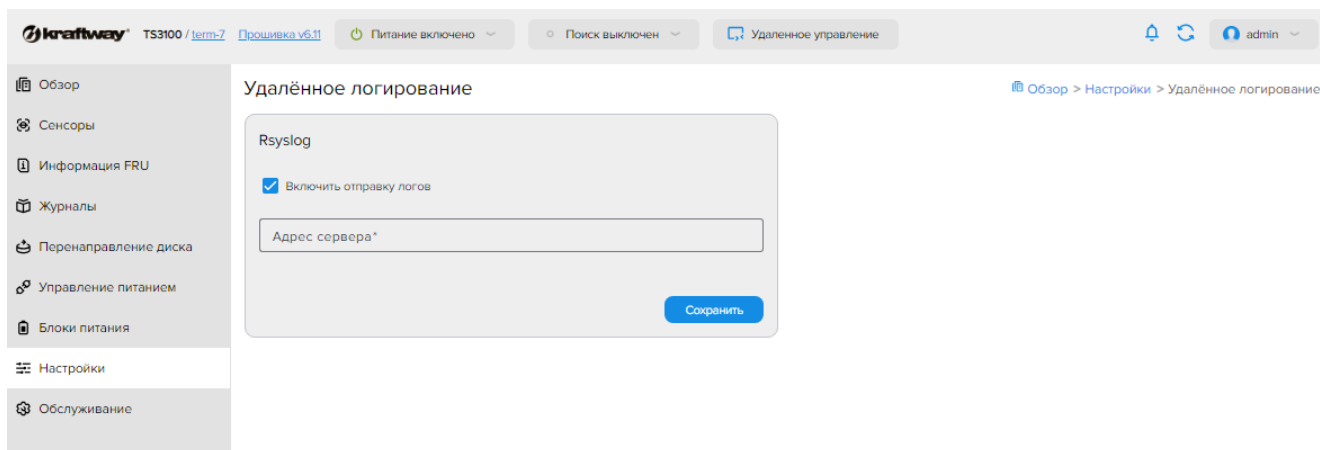 kraftway TS3100 / term-7 Прошивка v6.11 Питание включено Поиск выключен Удаленное управление admin
Обзор
Сенсоры
Информация FRU
Журналы
Перенаправление диска
Управление питанием
Блоки питания
Настройки
Обслуживание
Удалённое логирование
Обзор > Настройки > Удалённое логирование
Rsyslog
Включить отправку логов
Адрес сервера*
Сохранить